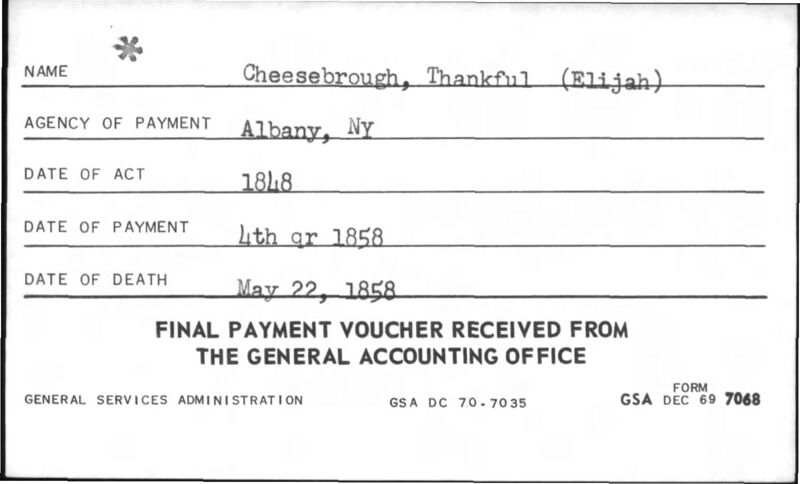 *
NAME Cheesebrough, Thankful (Elijah)
AGENCY OF PAYMENT Albany, NY
DATE OF ACT 1848
DATE OF PAYMENT 4th qr 1858
DATE OF DEATH May 22, 1858
FINAL PAYMENT VOUCHER RECEIVED FROM
THE GENERAL ACCOUNTING OFFICE
GENERAL SERVICES ADMINISTRATION GSA DC 70-7035 GSA FORM DEC 69 7068